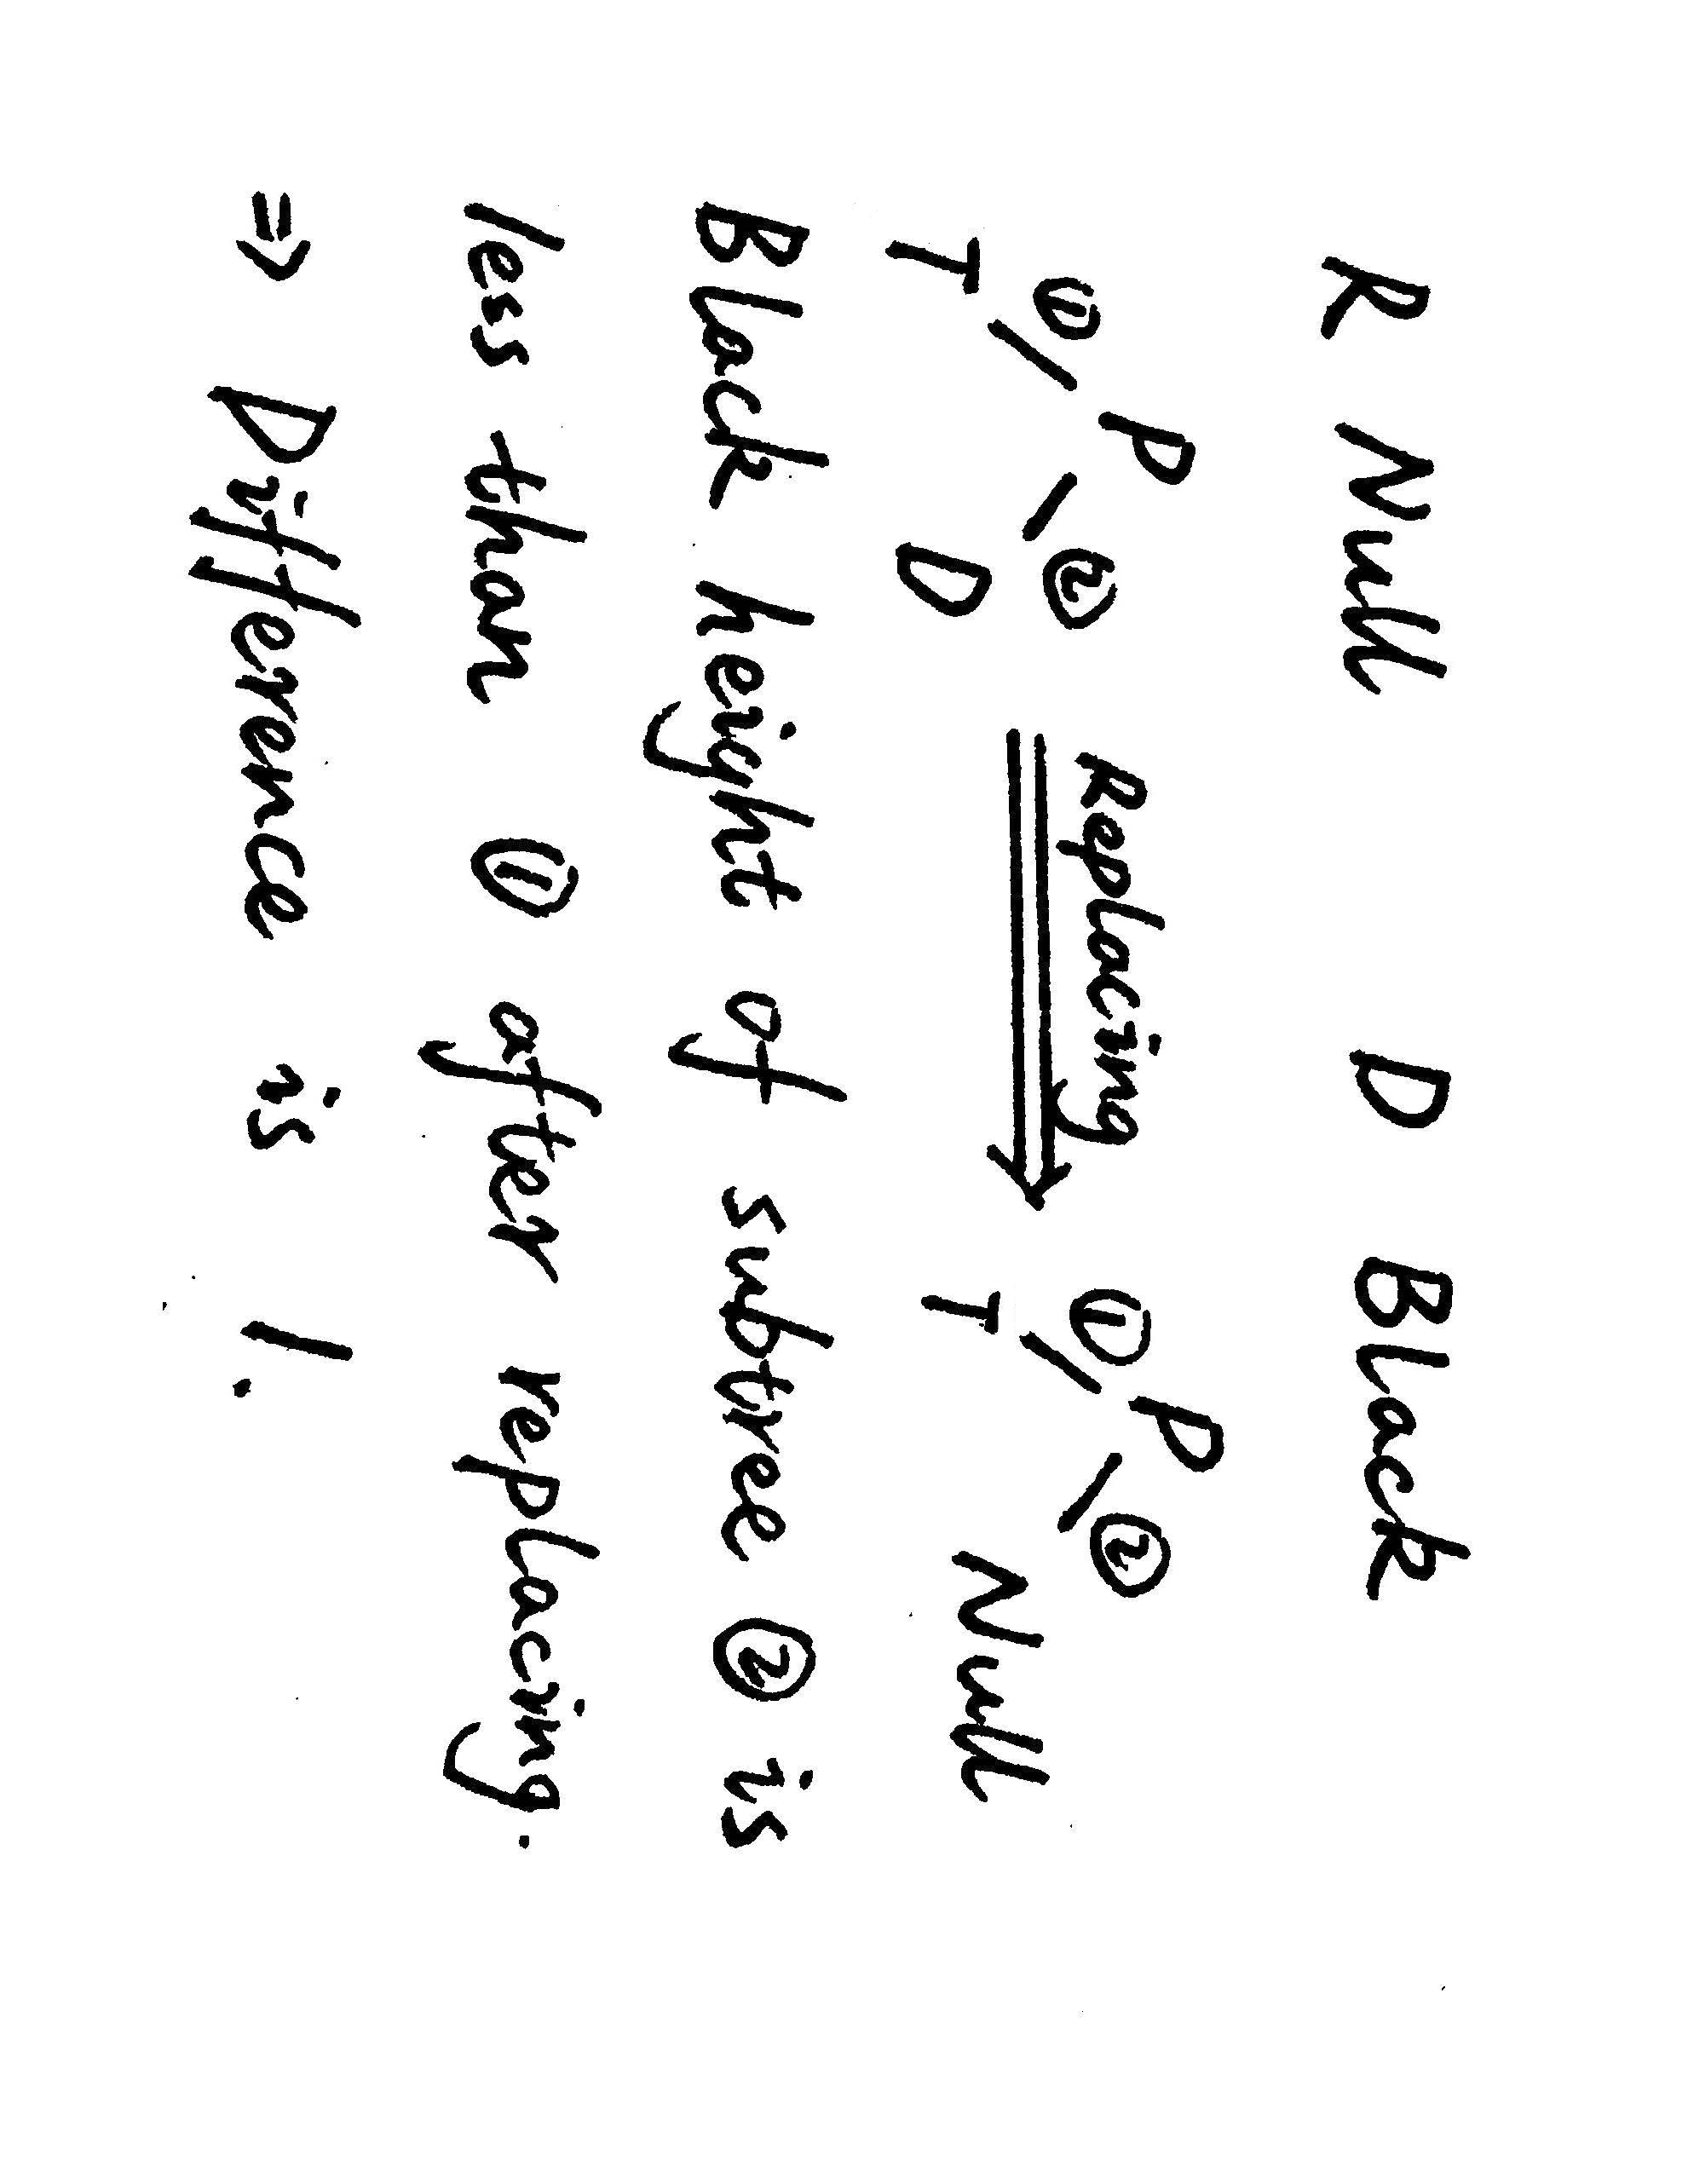 R Null D Black
P Replacing P
① / \ ② ⟹ ① / \ ②
T D T Null
Black height of subtree ② is
less than ① after replacing.
⇒ Difference is 1.